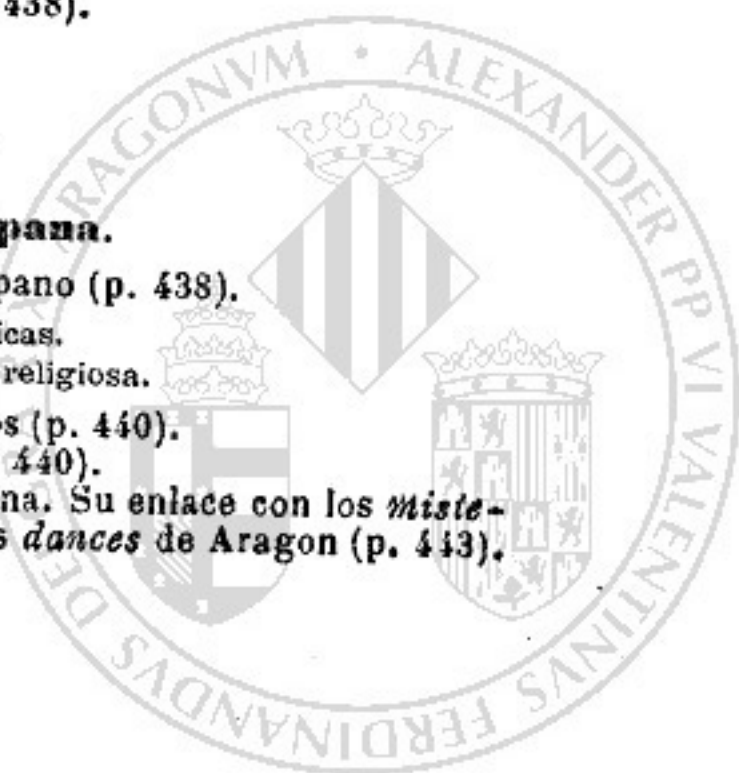 438).
pana.
pano (p. 438).
icas.
religiosa.
s (p. 440).
440).
na. Su enlace con los miste-
s dances de Aragon (p. 443).
ALEXANDER PP VI VALENTINVS FERDINANDVS DE
ARAGONVM